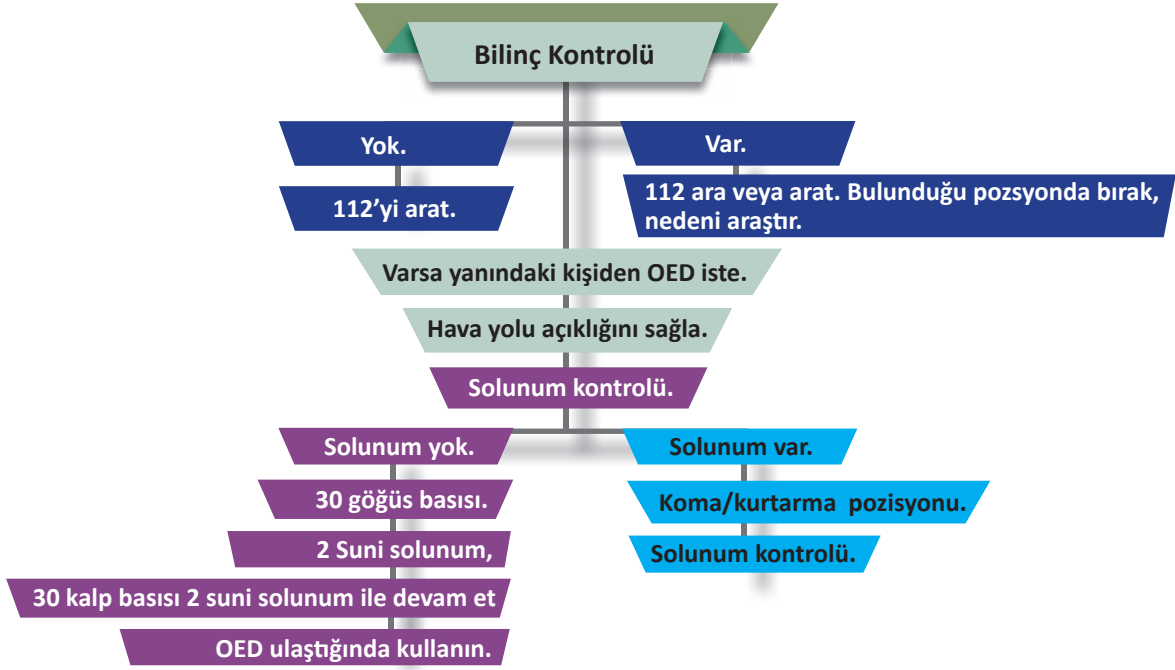 Bilinç Kontrolü
Yok.
112’yi arat.
Var.
112 ara veya arat. Bulunduğu pozsyonda bırak,
nedeni araştır.
Varsa yanındaki kişiden OED iste.
Hava yolu açıklığını sağla.
Solunum kontrolü.
Solunum yok.
30 göğüs basısı.
2 Suni solunum,
30 kalp basısı 2 suni solunum ile devam et
OED ulaştığında kullanın.
Solunum var.
Koma/kurtarma pozisyonu.
Solunum kontrolü.